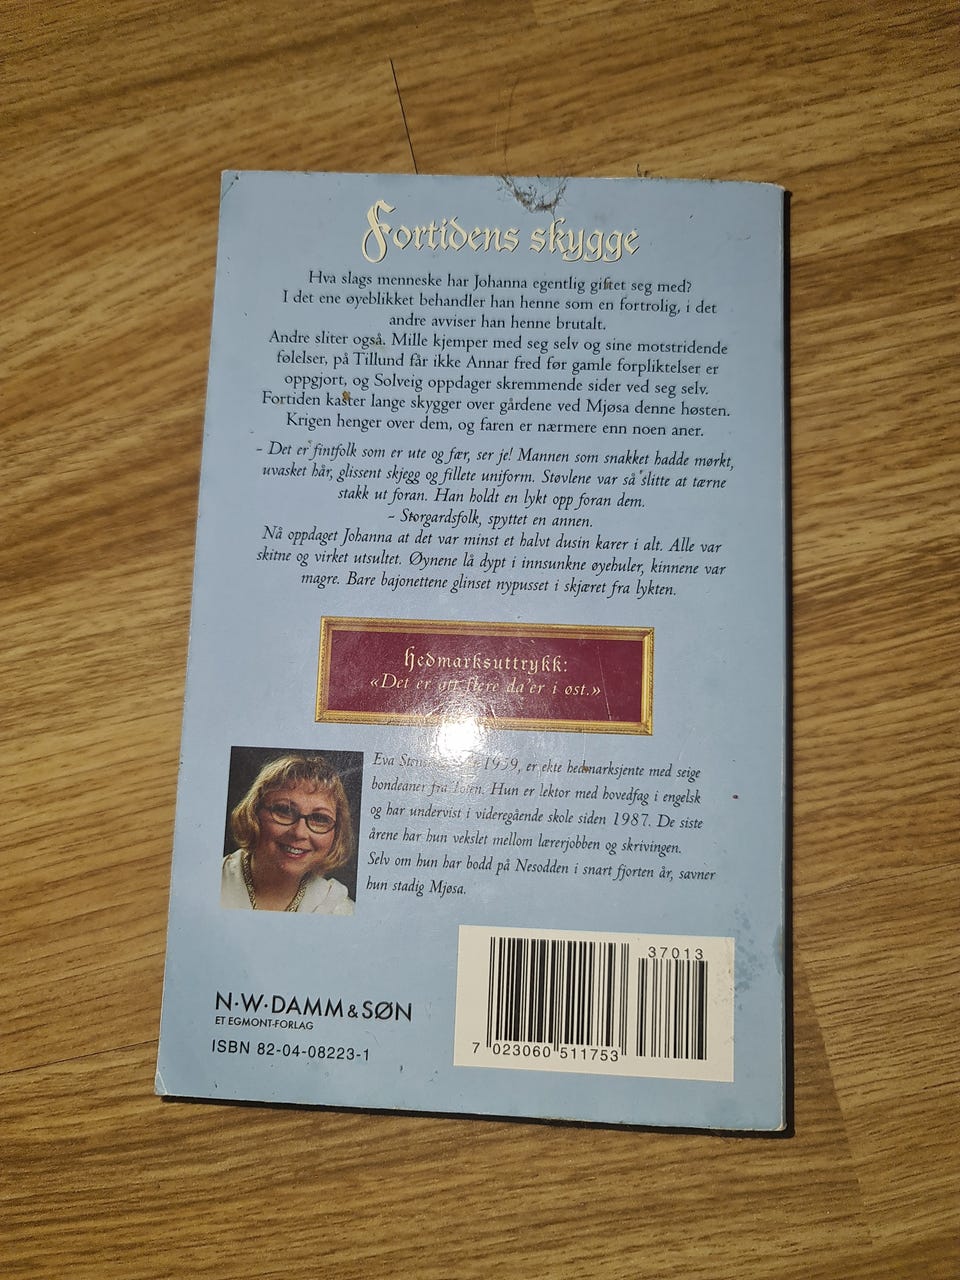 Fortidens skygge
Hva slags menneske har Johanna egentlig giftet seg med?
I det ene øyeblikket behandler han henne som en fortrolig, i det
andre avviser han henne brutalt.
Andre sliter også. Mille kjemper med seg selv og sine motstridende
følelser, på Tillund får ikke Annar fred før gamle forpliktelser er
oppgjort, og Solveig oppdager skremmende sider ved seg selv.
Fortiden kaster lange skygger over gårdene ved Mjøsa denne høsten.
Krigen henger over dem, og faren er nærmere enn noen aner.
– Det er fintfolk som er ute og fær, ser je! Mannen som snakket hadde mørkt,
uvasket hår, glissent skjegg og fillete uniform. Støvlene var så slitte at tærne
stakk ut foran. Han holdt en lykt opp foran dem.
– Storgardsfolk, spyttet en annen.
Nå oppdaget Johanna at det var minst et halvt dusin karer i alt. Alle var
skitne og virket utsultet. Øynene lå dypt i innsunkne øyehuler, kinnene var
magre. Bare bajonettene glinset nypusset i skjæret fra lykten.
Hedmarksuttrykk:
«Det er att flere da'er i øst.»
Eva 1959, er ekte hedmarksjente med seige
bondeaner fra Toten. Hun er lektor med hovedfag i engelsk
og har undervist i videregående skole siden 1987. De siste
årene har hun vekslet mellom lærerjobben og skrivingen.
Selv om hun har bodd på Nesodden i snart fjorten år, savner
hun stadig Mjøsa.
N·W·DAMM & SØN
ET EGMONT-FORLAG
ISBN 82-04-08223-1
37013
7 023060 511753